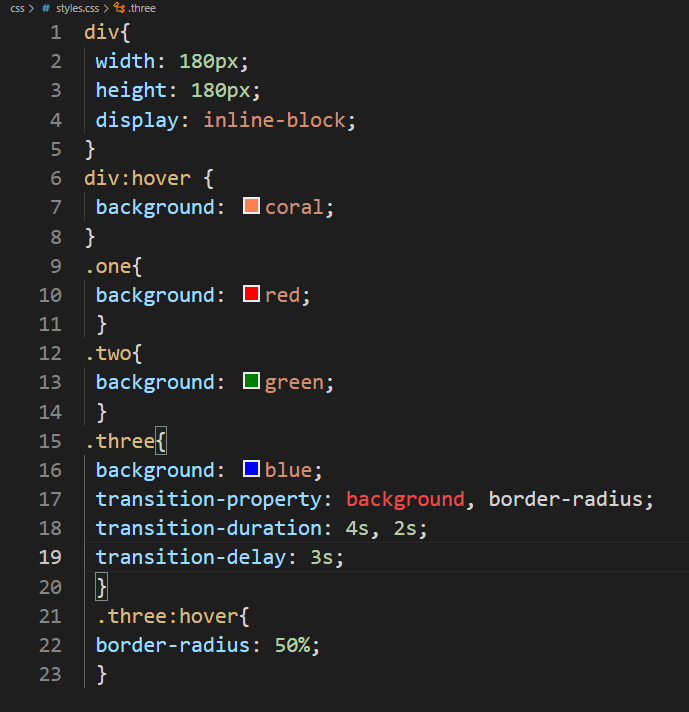 css > # styles.css > .three
1 div{
2 width: 180px;
3 height: 180px;
4 display: inline-block;
5 }
6 div:hover {
7 background: coral;
8 }
9 .one{
10 background: red;
11 }
12 .two{
13 background: green;
14 }
15 .three{
16 background: blue;
17 transition-property: background, border-radius;
18 transition-duration: 4s, 2s;
19 transition-delay: 3s;
20 }
21 .three:hover{
22 border-radius: 50%;
23 }